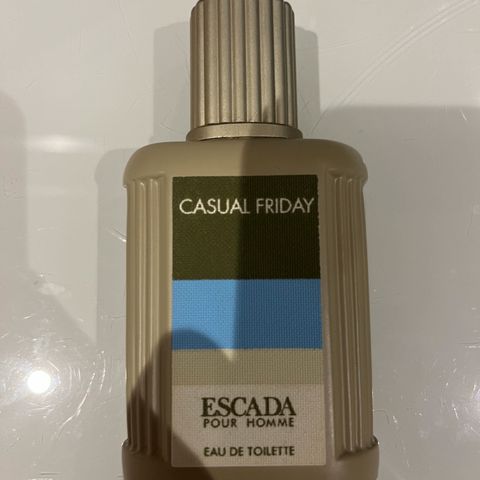 CASUAL FRIDAY
ESCADA
POUR HOMME
EAU DE TOILETTE